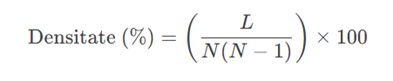 Densitate (%) = ( L / N(N − 1) ) × 100